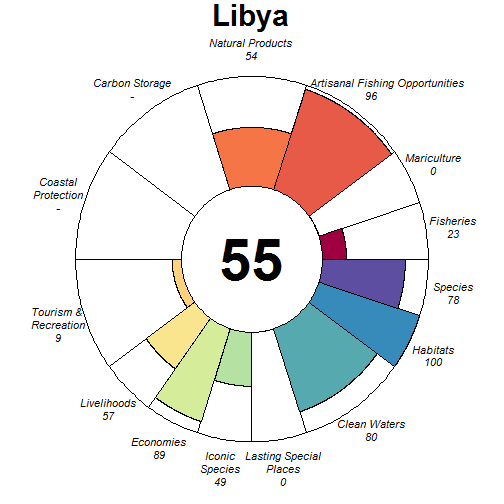 Libya
Natural Products
54
Carbon Storage
-
Artisanal Fishing Opportunities
96
Mariculture
0
Coastal
Protection
-
Fisheries
23
55
Species
78
Tourism &
Recreation
9
Habitats
100
Livelihoods
57
Clean Waters
80
Economies
89
Iconic
Species
49
Lasting Special
Places
0